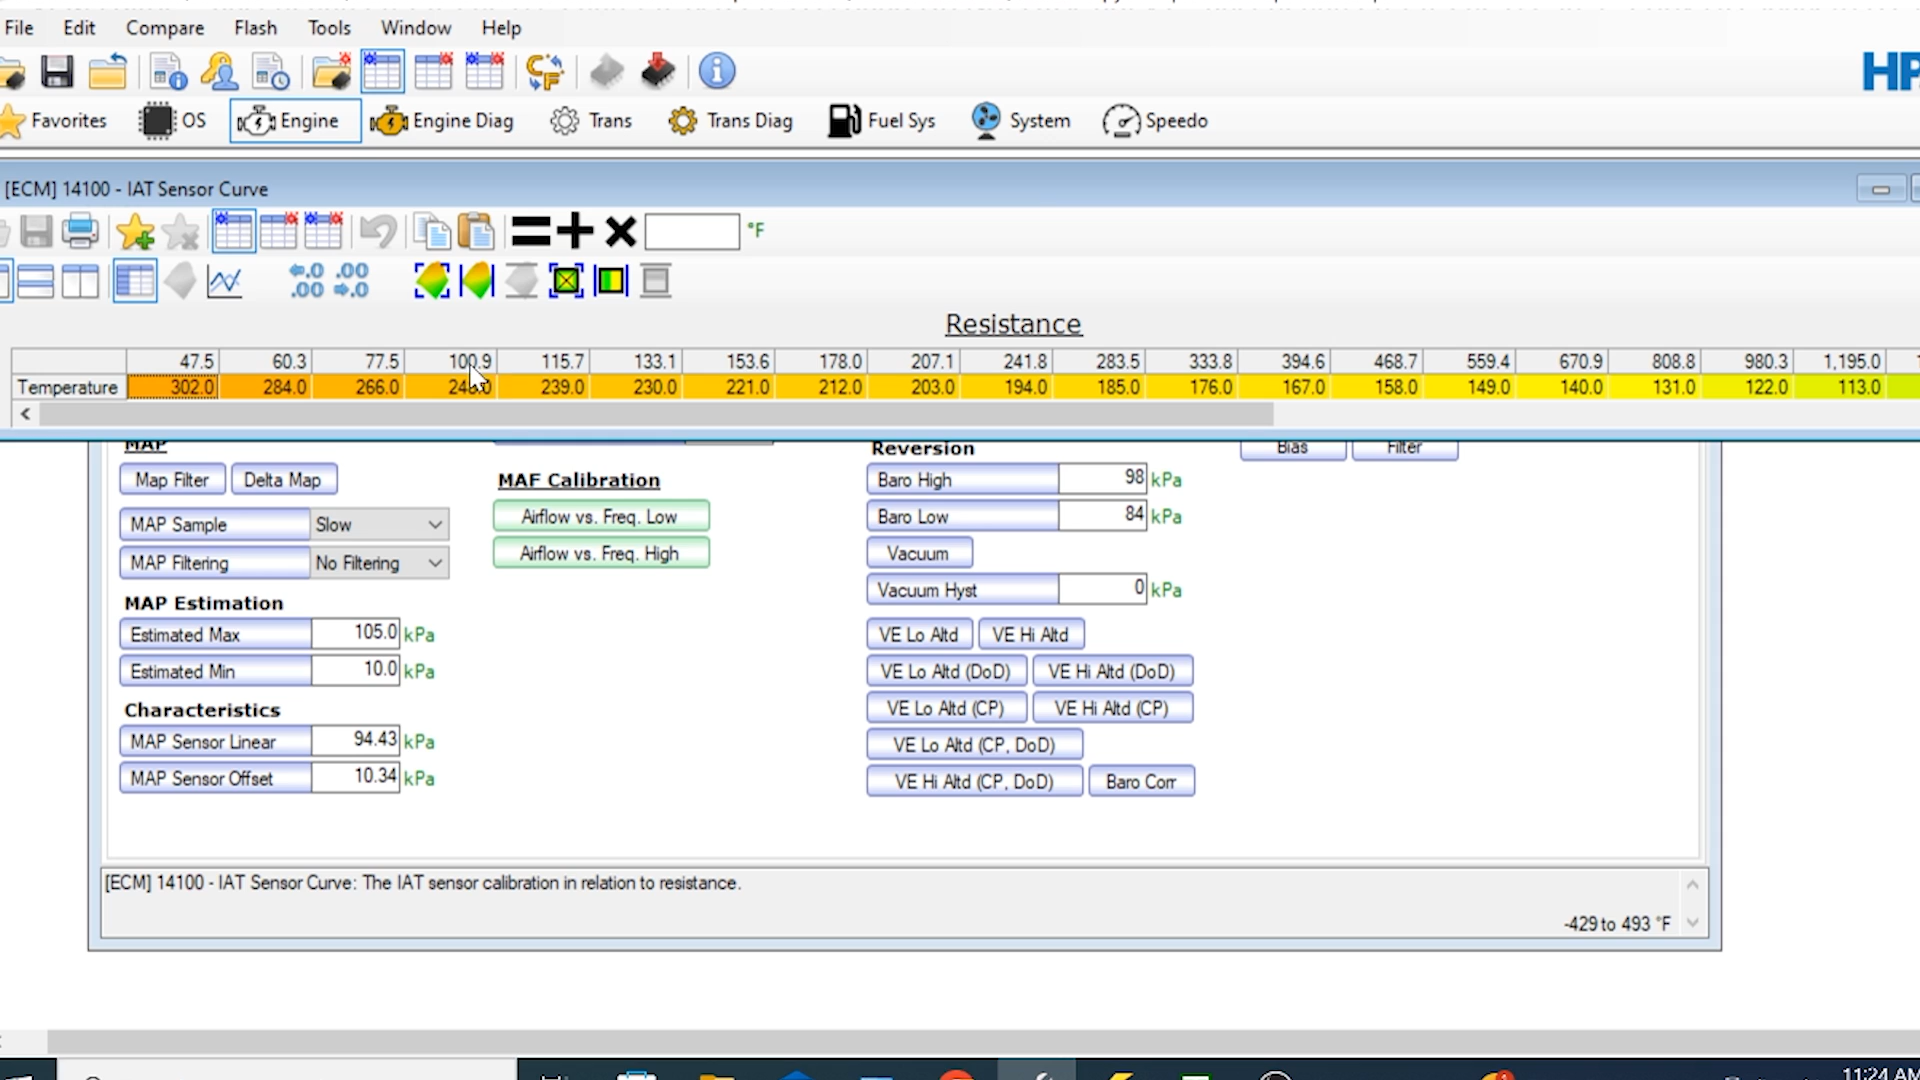 File Edit Compare Flash Tools Window Help
HP
Favorites OS Engine Engine Diag Trans Trans Diag Fuel Sys System Speedo
[ECM] 14100 - IAT Sensor Curve
°F
Resistance
47.5 60.3 77.5 100.9 115.7 133.1 153.6 178.0 207.1 241.8 283.5 333.8 394.6 468.7 559.4 670.9 808.8 980.3 1,195.0
Temperature 302.0 284.0 266.0 248.0 239.0 230.0 221.0 212.0 203.0 194.0 185.0 176.0 167.0 158.0 149.0 140.0 131.0 122.0 113.0
MAP Reversion Bias Filter
Map Filter Delta Map MAF Calibration Baro High 98 kPa
MAP Sample Slow Airflow vs. Freq. Low Baro Low 84 kPa
MAP Filtering No Filtering Airflow vs. Freq. High Vacuum
MAP Estimation Vacuum Hyst 0 kPa
Estimated Max 105.0 kPa VE Lo Altd VE Hi Altd
Estimated Min 10.0 kPa VE Lo Altd (DoD) VE Hi Altd (DoD)
Characteristics VE Lo Altd (CP) VE Hi Altd (CP)
MAP Sensor Linear 94.43 kPa VE Lo Altd (CP, DoD)
MAP Sensor Offset 10.34 kPa VE Hi Altd (CP, DoD) Baro Corr
[ECM] 14100 - IAT Sensor Curve: The IAT sensor calibration in relation to resistance.
-429 to 493 °F
11:24 AM